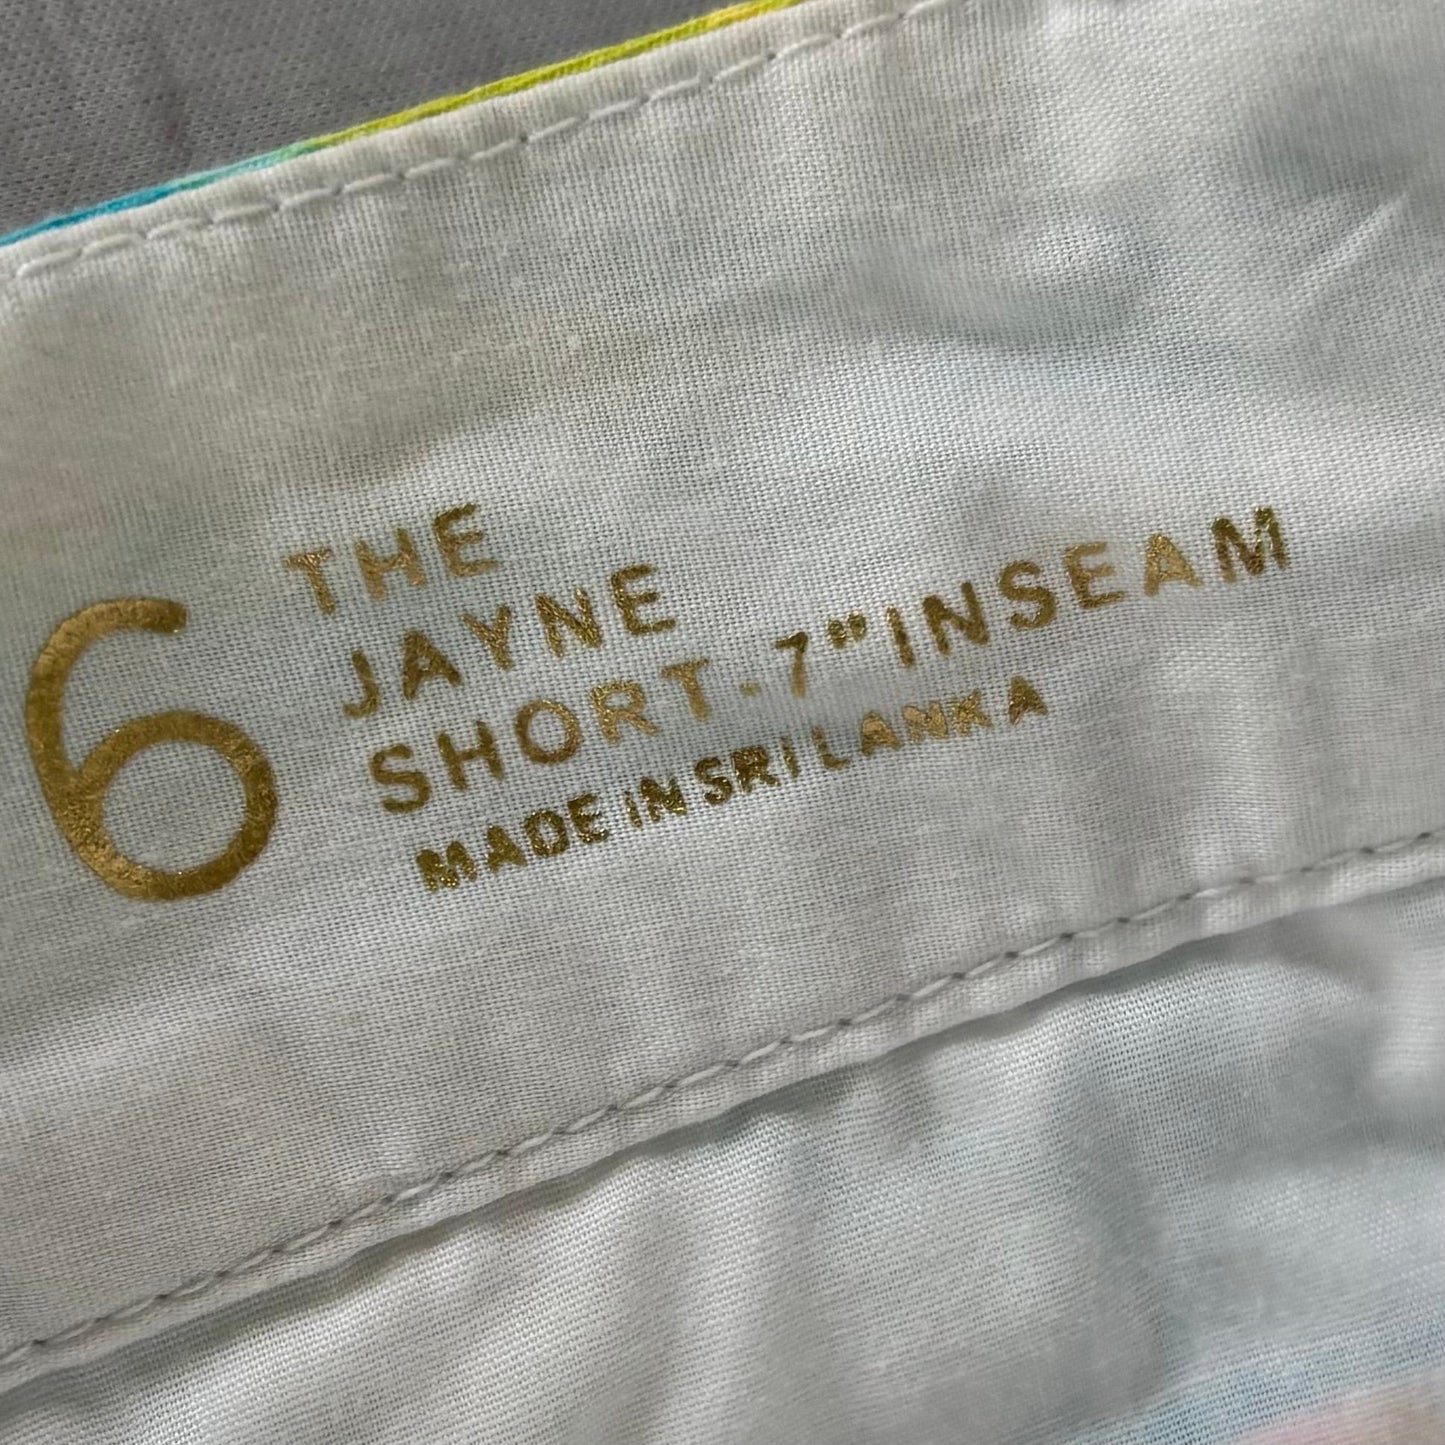 6
THE
JAYNE
SHORT-7" INSEAM
MADE IN SRI LANKA